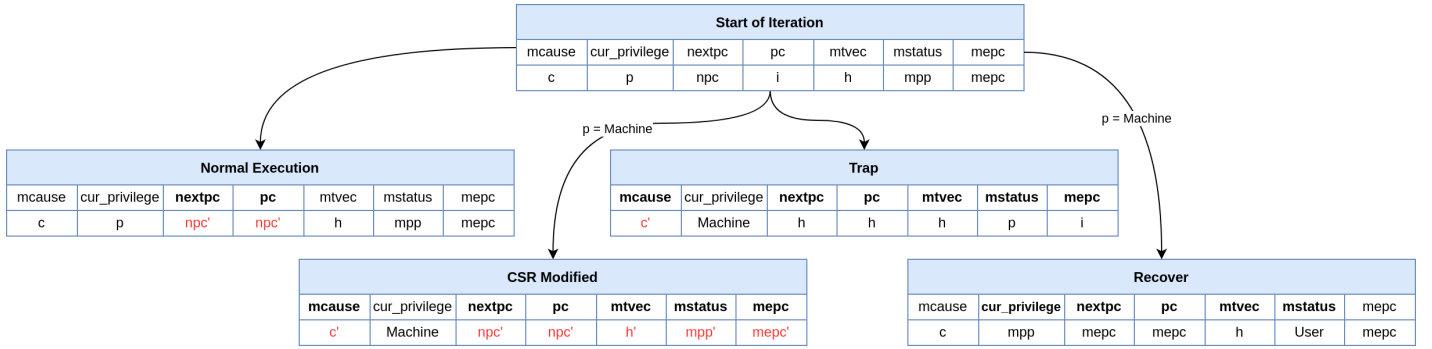 Start of Iteration
mcause cur_privilege nextpc pc mtvec mstatus mepc
c p npc i h mpp mepc
p = Machine
p = Machine
Normal Execution
mcause cur_privilege nextpc pc mtvec mstatus mepc
c p npc' npc' h mpp mepc
Trap
mcause cur_privilege nextpc pc mtvec mstatus mepc
c' Machine h h h p i
CSR Modified
mcause cur_privilege nextpc pc mtvec mstatus mepc
c' Machine npc' npc' h' mpp' mepc'
Recover
mcause cur_privilege nextpc pc mtvec mstatus mepc
c mpp mepc mepc h User mepc